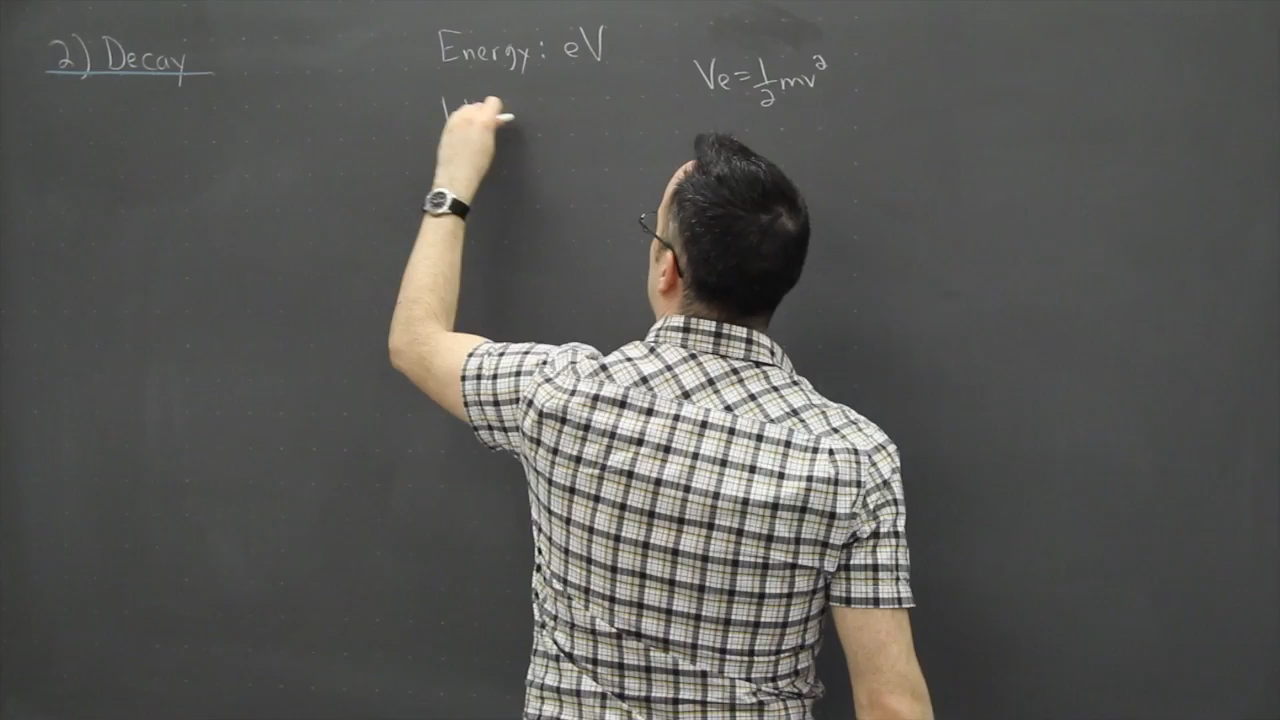 2) Decay
Energy: eV
Ve = 1/2 mv²